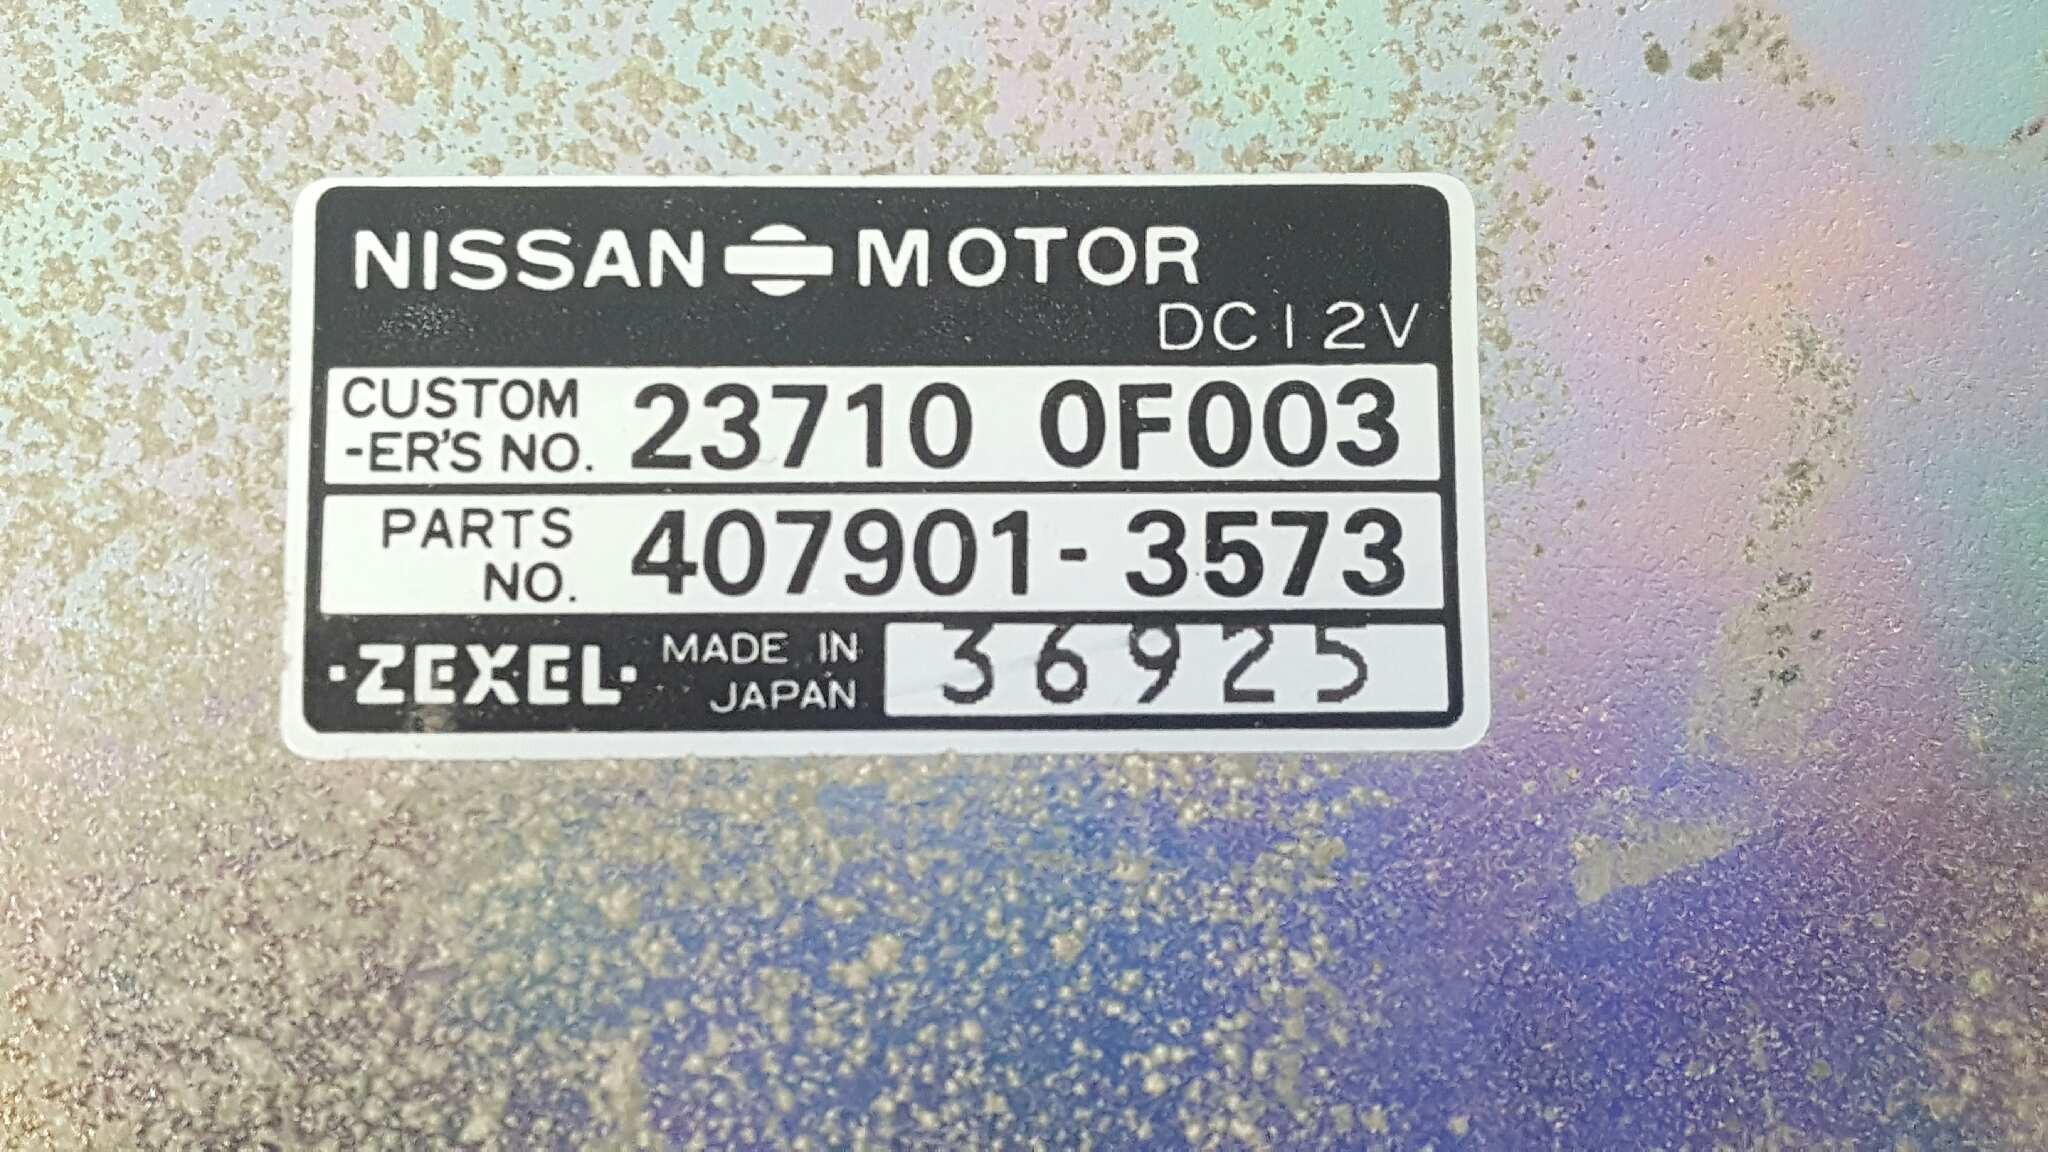 NISSAN MOTOR
DC12V
CUSTOM
-ER'S NO. 23710 0F003
PARTS
NO. 407901-3573
·ZEXEL· MADE IN
JAPAN 36925